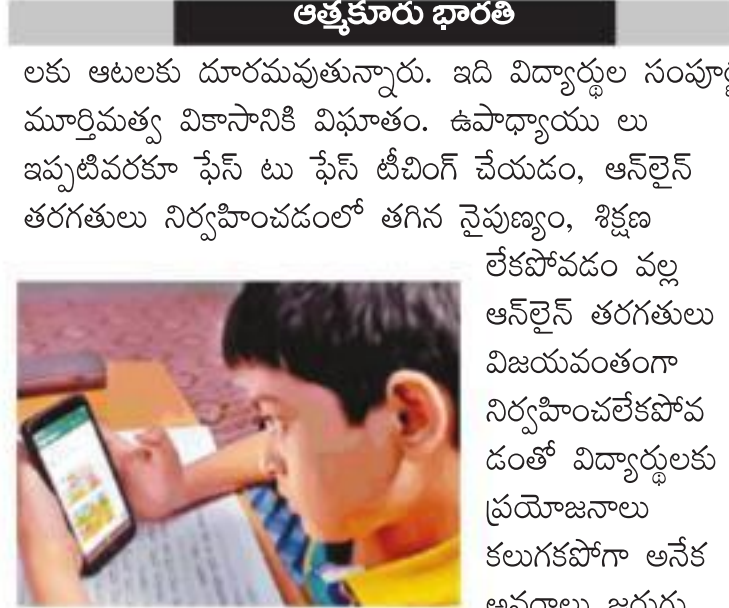 ఆత్మకూరు భారతి
లకు ఆటలకు దూరమవుతున్నారు. ఇది విద్యార్థుల
మూర్తిమత్వ వికాసానికి విఘాతం. ఉపాధ్యాయు లు
ఇప్పటివరకూ ఫేస్ టు ఫేస్ టీచింగ్ చేయడం, ఆన్‌లైన్
తరగతులు నిర్వహించడంలో తగిన నైపుణ్యం, శిక్షణ
లేకపోవడం వల్ల
ఆన్‌లైన్ తరగతులు
విజయవంతంగా
నిర్వహించలేకపోవ
డంతో విద్యార్థులకు
ప్రయోజనాలు
కలుగకపోగా అనేక